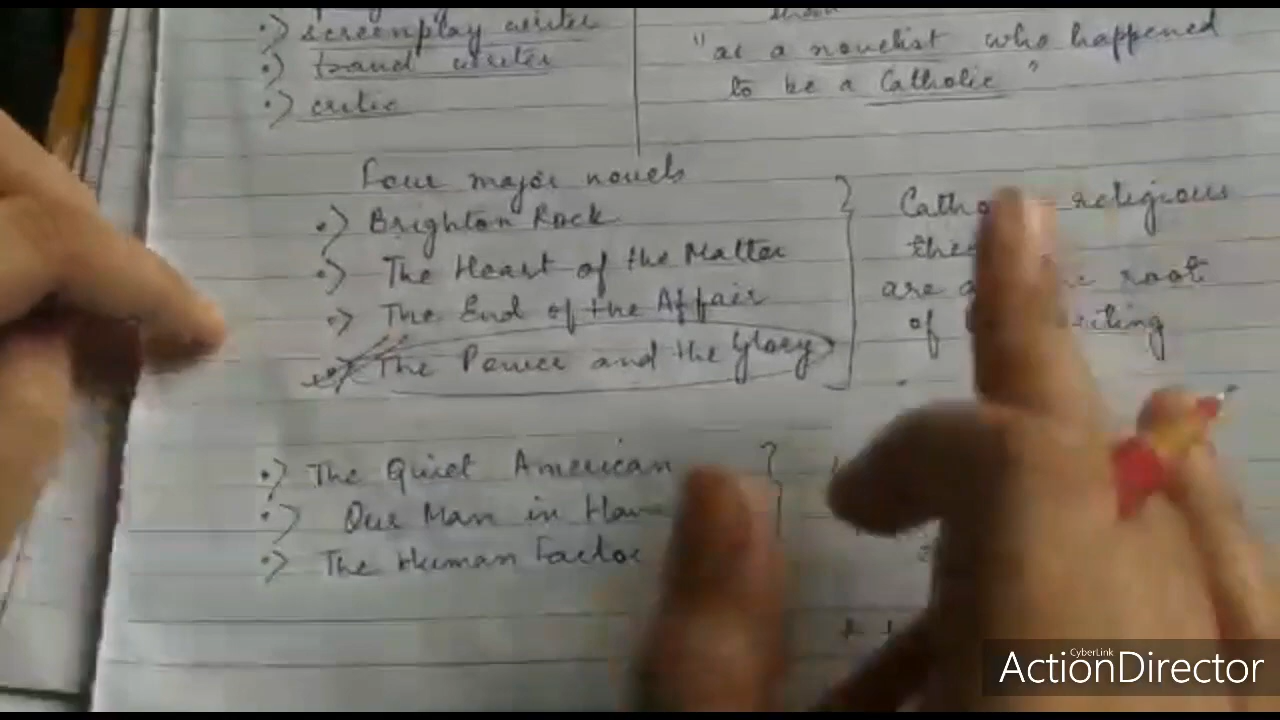 •) screenplay writer
•) travel writer
•) critic
"as a novelist who happened
to be a Catholic"
Four major novels
•) Brighton Rock
•) The Heart of the Matter
•) The End of the Affair
•) The Power and the Glory
religious
are root
of
•) The Quiet American
•) Our Man in
•) The Human Factor
CyberLink
ActionDirector